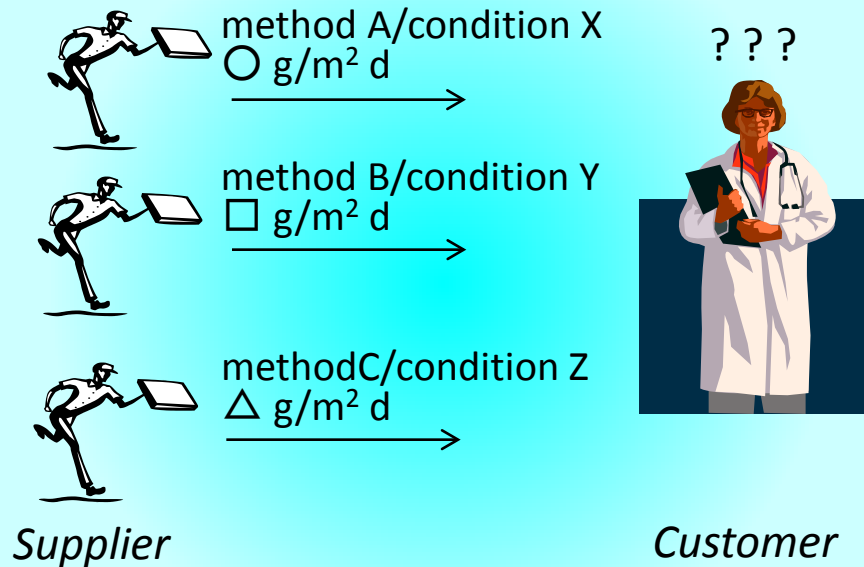 method A/condition X
○ g/m² d
? ? ?
method B/condition Y
□ g/m² d
methodC/condition Z
△ g/m² d
Supplier
Customer